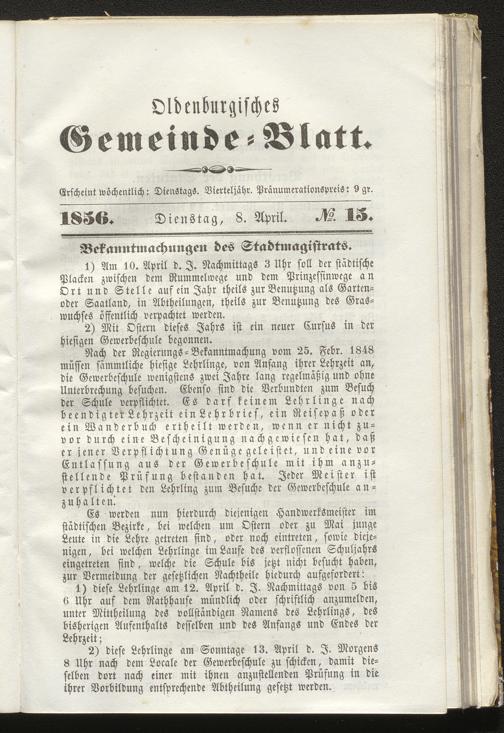 Oldenburgisches
Gemeinde-Blatt.
Erscheint wöchentlich: Dienstags. Vierteljähr. Pränumerationspreis: 9 gr.
1856. Dienstag, 8. April. № 15.
Bekanntmachungen des Stadtmagistrats.
1) Am 10. April d. J. Nachmittags 3 Uhr soll der städtische
Placken zwischen dem Rummelwege und dem Prinzessinwege an
Ort und Stelle auf ein Jahr theils zur Benutzung als Garten-
oder Saatland, in Abtheilungen, theils zur Benutzung des Gras-
wuchses öffentlich verpachtet werden.
2) Mit Ostern dieses Jahrs ist ein neuer Cursus in der
hiesigen Gewerbeschule begonnen.
Nach der Regierungs-Bekanntmachung vom 25. Febr. 1848
müssen sämmtliche hiesige Lehrlinge, von Anfang ihrer Lehrzeit an,
die Gewerbeschule wenigstens zwei Jahre lang regelmäßig und ohne
Unterbrechung besuchen. Ebenso sind die Verbundten zum Besuch
der Schule verpflichtet. Es darf keinem Lehrlinge nach
beendigter Lehrzeit ein Lehrbrief, ein Reisepaß oder
ein Wanderbuch ertheilt werden, wenn er nicht zu-
vor durch eine Bescheinigung nachgewiesen hat, daß
er jener Verpflichtung Genüge geleistet, und eine vor
Entlassung aus der Gewerbeschule mit ihm anzu-
stellende Prüfung bestanden hat. Jeder Meister ist
verpflichtet den Lehrling zum Besuche der Gewerbeschule an-
zuhalten.
Es werden nun hierdurch diejenigen Handwerksmeister im
städtischen Bezirke, bei welchen um Ostern oder zu Mai junge
Leute in die Lehre getreten sind, oder noch eintreten, sowie dieje-
nigen, bei welchen Lehrlinge im Laufe des verflossenen Schuljahrs
eingetreten sind, welche die Schule bis jetzt nicht besucht haben,
zur Vermeidung der gesetzlichen Nachtheile hiedurch aufgefordert:
1) diese Lehrlinge am 12. April d. J. Nachmittags von 5 bis
6 Uhr auf dem Rathhause mündlich oder schriftlich anzumelden,
unter Mittheilung des vollständigen Namens des Lehrlings, des
bisherigen Aufenthalts desselben und des Anfangs und Endes der
Lehrzeit;
2) diese Lehrlinge am Sonntage 13. April d. J. Morgens
8 Uhr nach dem Locale der Gewerbeschule zu schicken, damit die-
selben dort nach einer mit ihnen anzustellenden Prüfung in die
ihrer Vorbildung entsprechende Abtheilung gesetzt werden.